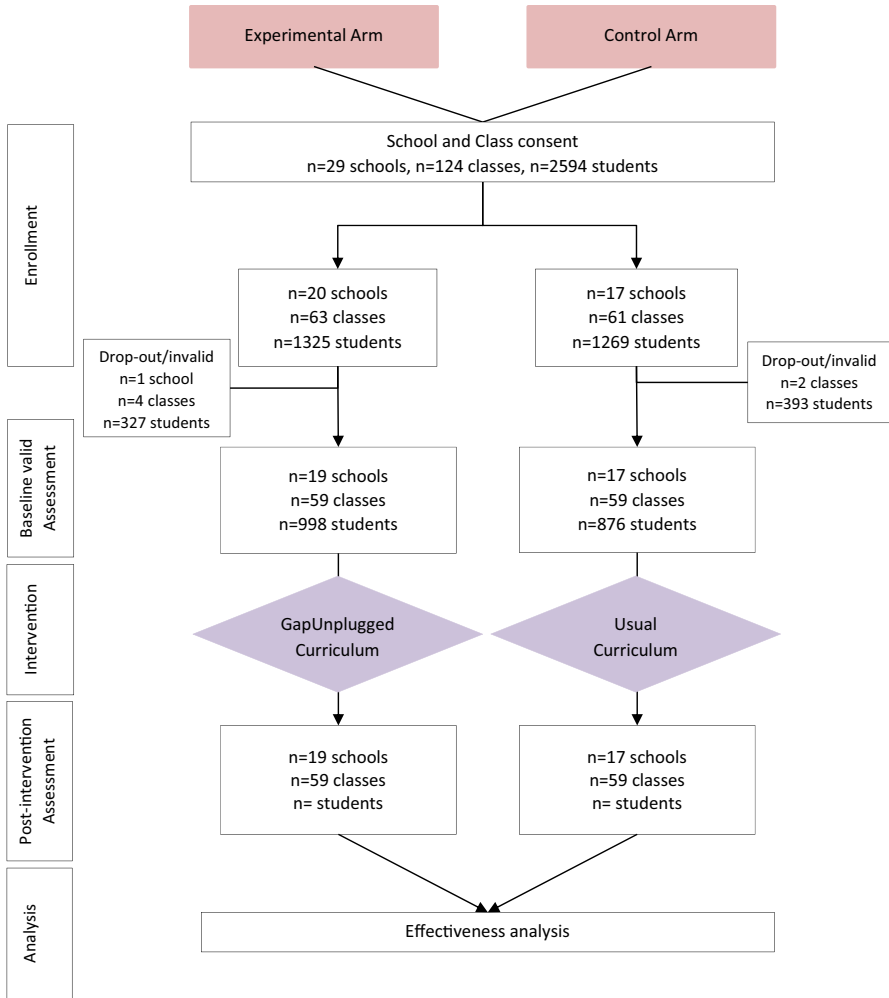 Experimental Arm
Control Arm
School and Class consent
n=29 schools, n=124 classes, n=2594 students
Enrollment
n=20 schools
n=63 classes
n=1325 students
n=17 schools
n=61 classes
n=1269 students
Drop-out/invalid
n=1 school
n=4 classes
n=327 students
Drop-out/invalid
n=2 classes
n=393 students
Baseline valid
Assessment
n=19 schools
n=59 classes
n=998 students
n=17 schools
n=59 classes
n=876 students
Intervention
GapUnplugged
Curriculum
Usual
Curriculum
Post-intervention
Assessment
n=19 schools
n=59 classes
n= students
n=17 schools
n=59 classes
n= students
Analysis
Effectiveness analysis